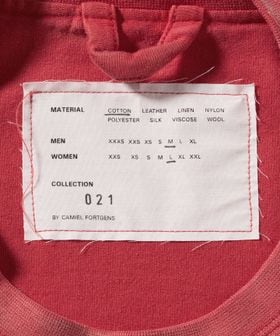 MATERIAL COTTON LEATHER LINEN NYLON
POLYESTER SILK VISCOSE WOOL
MEN XXXS XXS XS S M L XL
WOMEN XXS XS S M L XL XXL
COLLECTION
021
BY CAMIEL FORTGENS